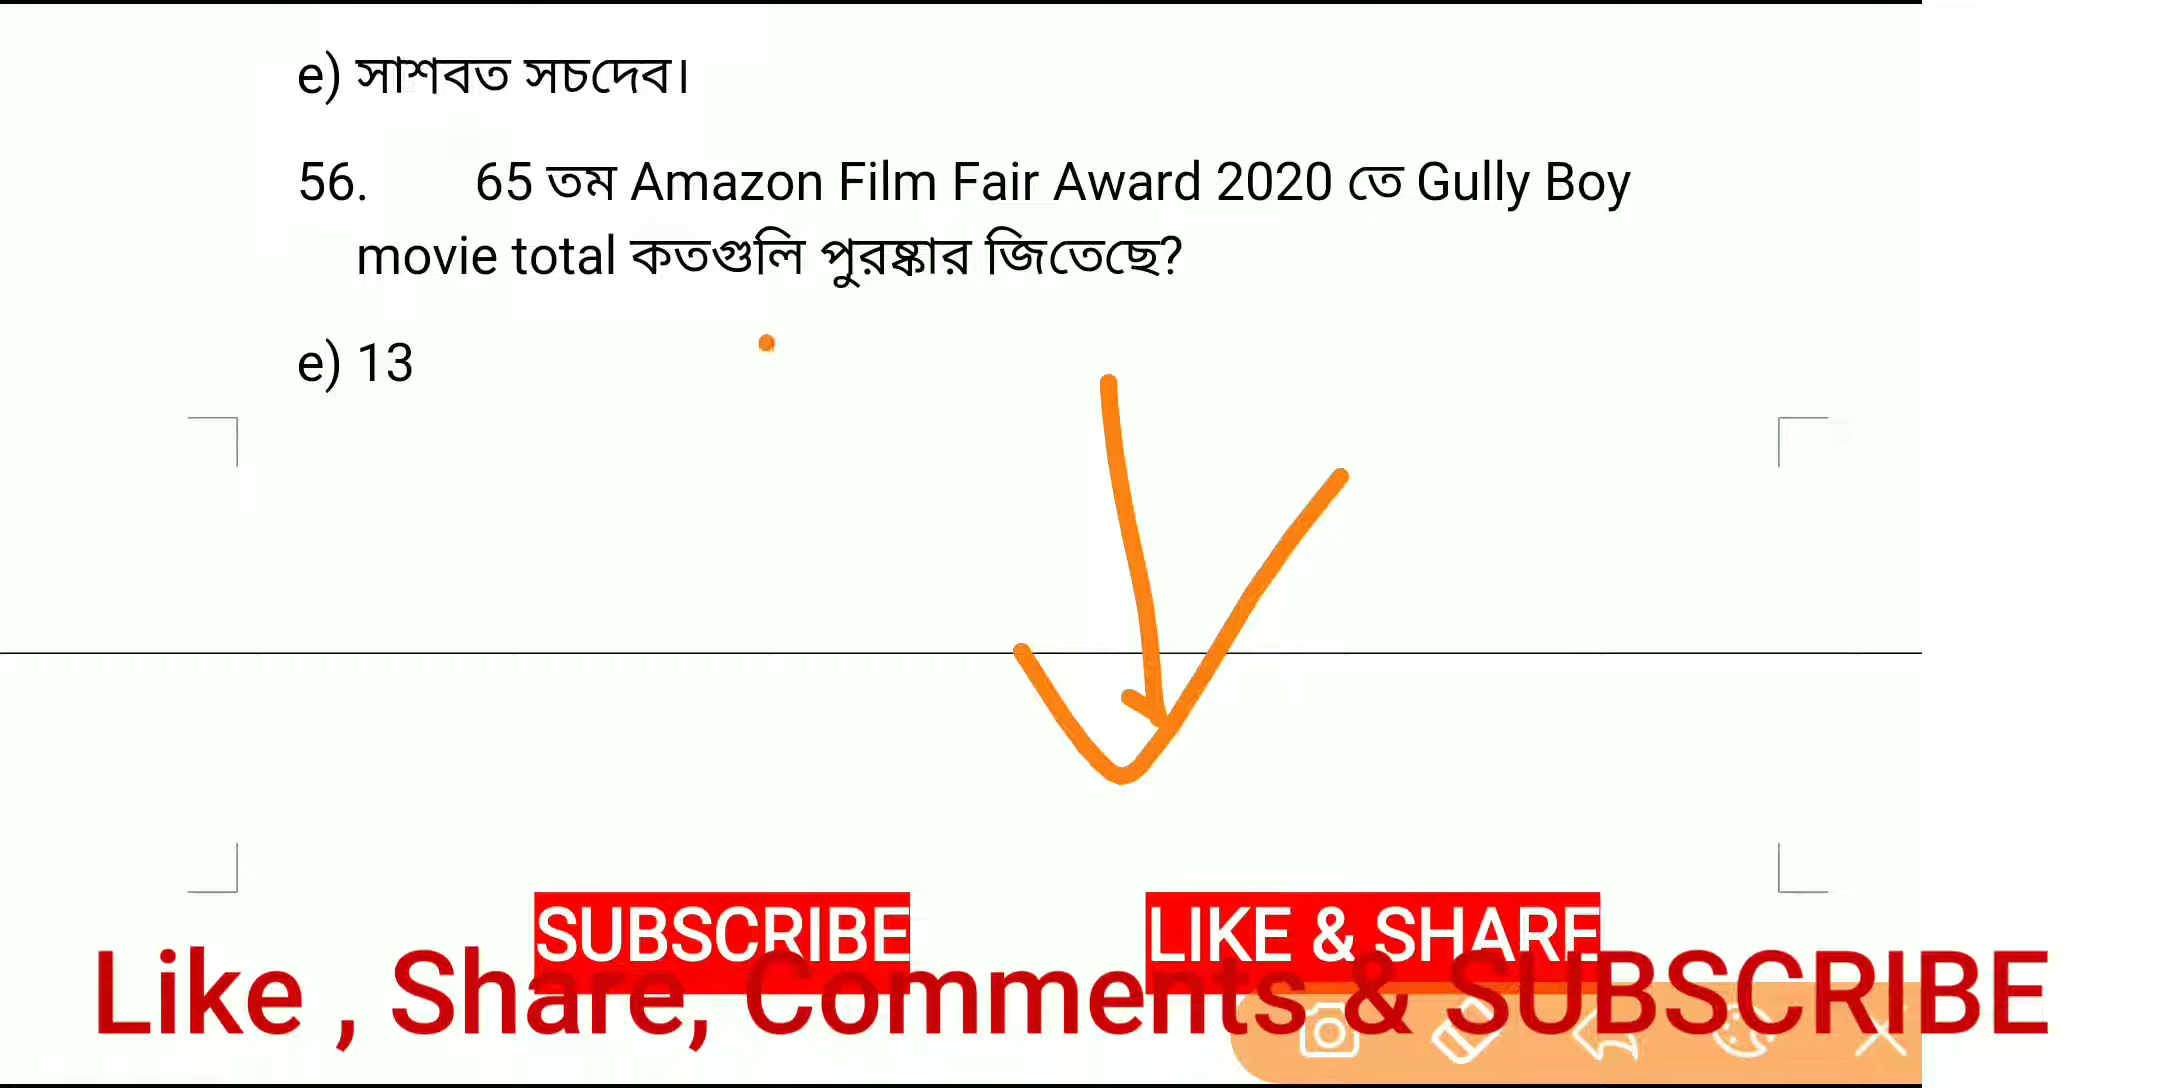 e) সাশবত সচদেব।
56. 65 তম Amazon Film Fair Award 2020 তে Gully Boy
movie total কতগুলি পুরষ্কার জিতেছে?
e) 13
SUBSCRIBE LIKE & SHARE
Like , Share, Comments & SUBSCRIBE